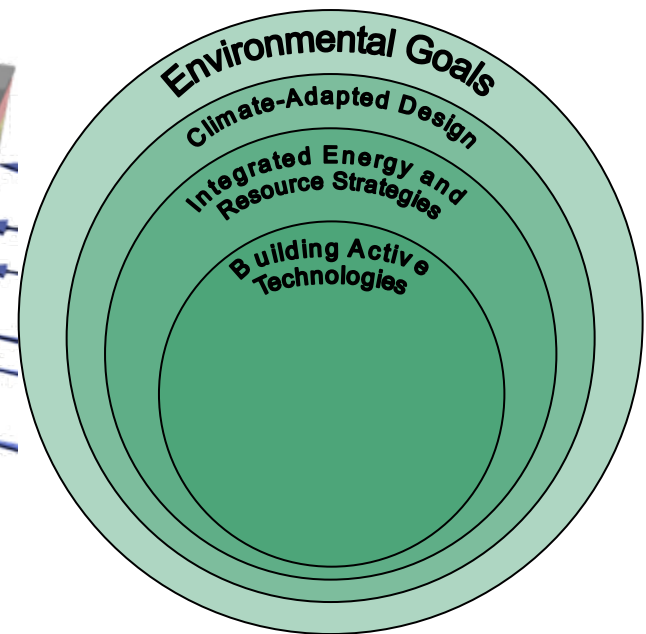 Environmental Goals
Climate-Adapted Design
Integrated Energy and
Resource Strategies
Building Active
Technologies